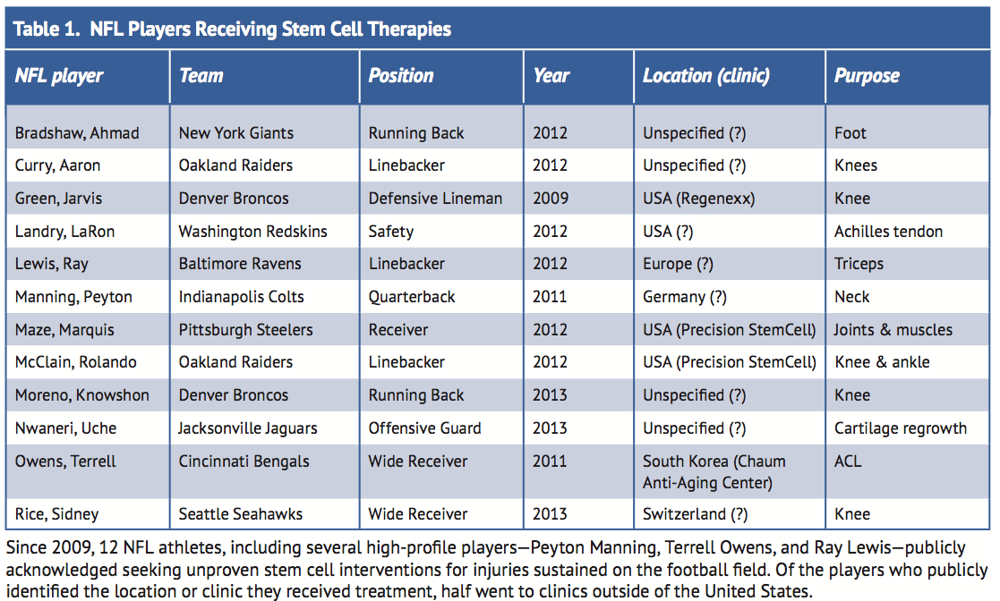 Table 1. NFL Players Receiving Stem Cell Therapies
NFL player Team Position Year Location (clinic) Purpose
Bradshaw, Ahmad New York Giants Running Back 2012 Unspecified (?) Foot
Curry, Aaron Oakland Raiders Linebacker 2012 Unspecified (?) Knees
Green, Jarvis Denver Broncos Defensive Lineman 2009 USA (Regenexx) Knee
Landry, LaRon Washington Redskins Safety 2012 USA (?) Achilles tendon
Lewis, Ray Baltimore Ravens Linebacker 2012 Europe (?) Triceps
Manning, Peyton Indianapolis Colts Quarterback 2011 Germany (?) Neck
Maze, Marquis Pittsburgh Steelers Receiver 2012 USA (Precision StemCell) Joints & muscles
McClain, Rolando Oakland Raiders Linebacker 2012 USA (Precision StemCell) Knee & ankle
Moreno, Knowshon Denver Broncos Running Back 2013 Unspecified (?) Knee
Nwaneri, Uche Jacksonville Jaguars Offensive Guard 2013 Unspecified (?) Cartilage regrowth
Owens, Terrell Cincinnati Bengals Wide Receiver 2011 South Korea (Chaum ACL
Anti-Aging Center)
Rice, Sidney Seattle Seahawks Wide Receiver 2013 Switzerland (?) Knee
Since 2009, 12 NFL athletes, including several high-profile players—Peyton Manning, Terrell Owens, and Ray Lewis—publicly
acknowledged seeking unproven stem cell interventions for injuries sustained on the football field. Of the players who publicly
identified the location or clinic they received treatment, half went to clinics outside of the United States.